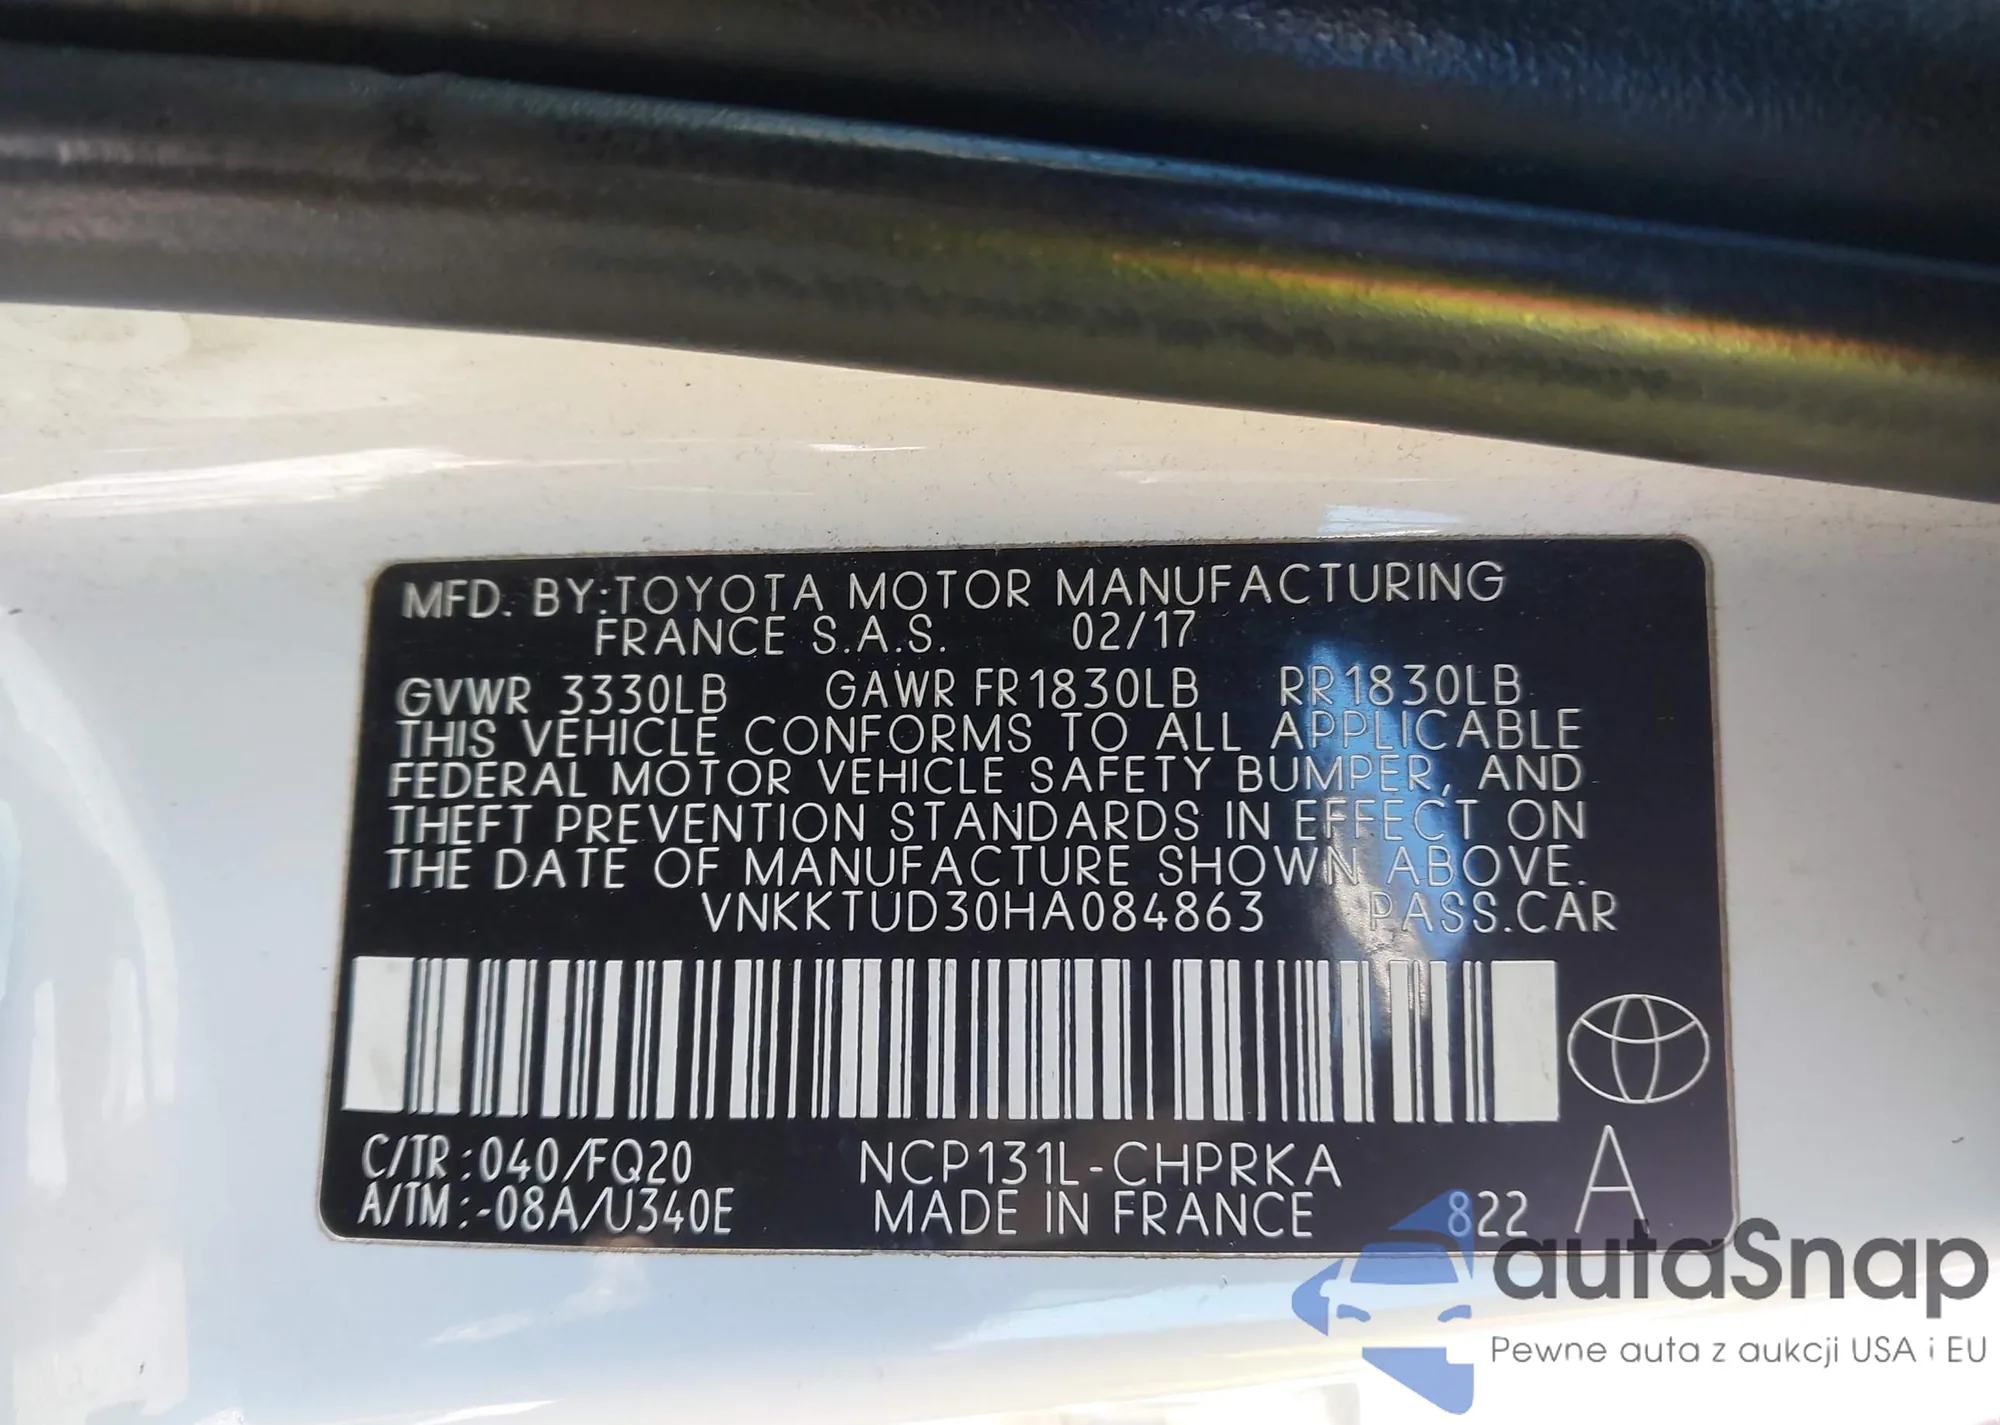 MFD. BY:TOYOTA MOTOR MANUFACTURING
FRANCE S.A.S. 02/17
GVWR 3330LB GAWR FR1830LB RR1830LB
THIS VEHICLE CONFORMS TO ALL APPLICABLE
FEDERAL MOTOR VEHICLE SAFETY BUMPER, AND
THEFT PREVENTION STANDARDS IN EFFECT ON
THE DATE OF MANUFACTURE SHOWN ABOVE.
VNKKTUD30HA084863 PASS.CAR
C/TR:040/FQ20 NCP131L-CHPRKA A
A/TM:-08A/U340E MADE IN FRANCE 822
autaSnap
Pewne auta z aukcji USA i EU